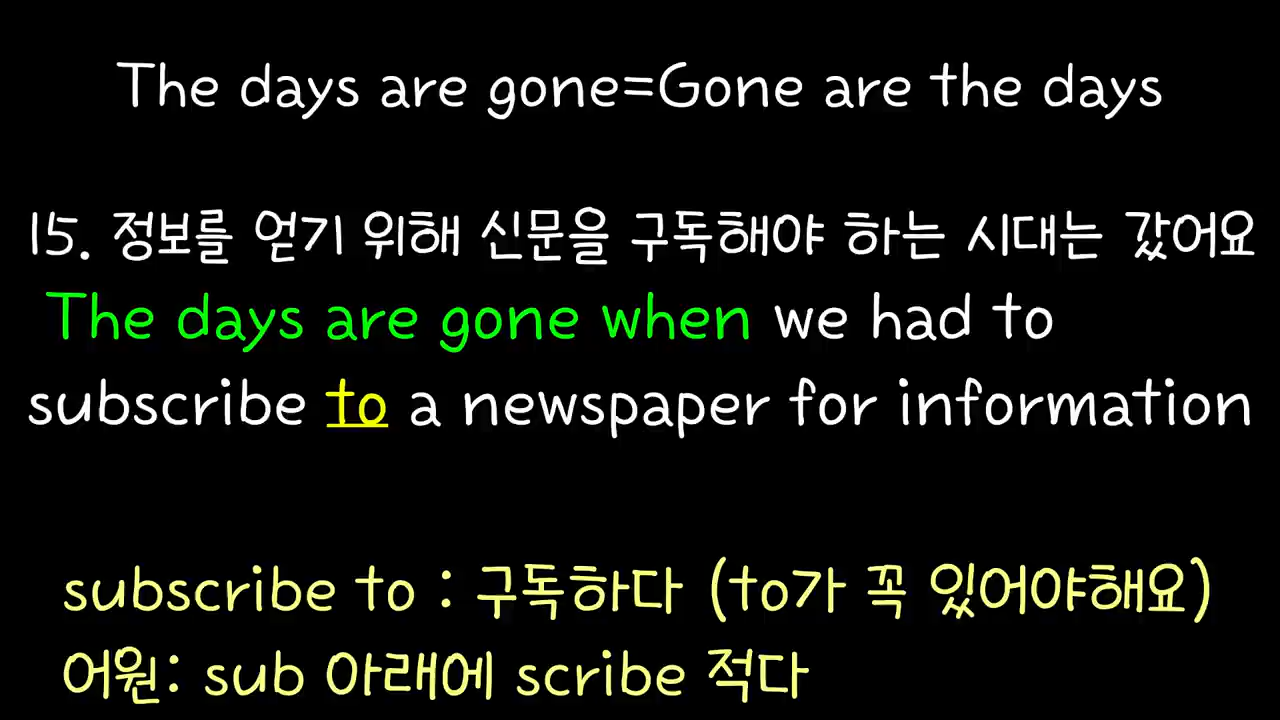 The days are gone=Gone are the days
15. 정보를 얻기 위해 신문을 구독해야 하는 시대는 갔어요
The days are gone when we had to
subscribe to a newspaper for information
subscribe to : 구독하다 (to가 꼭 있어야해요)
어원: sub 아래에 scribe 적다